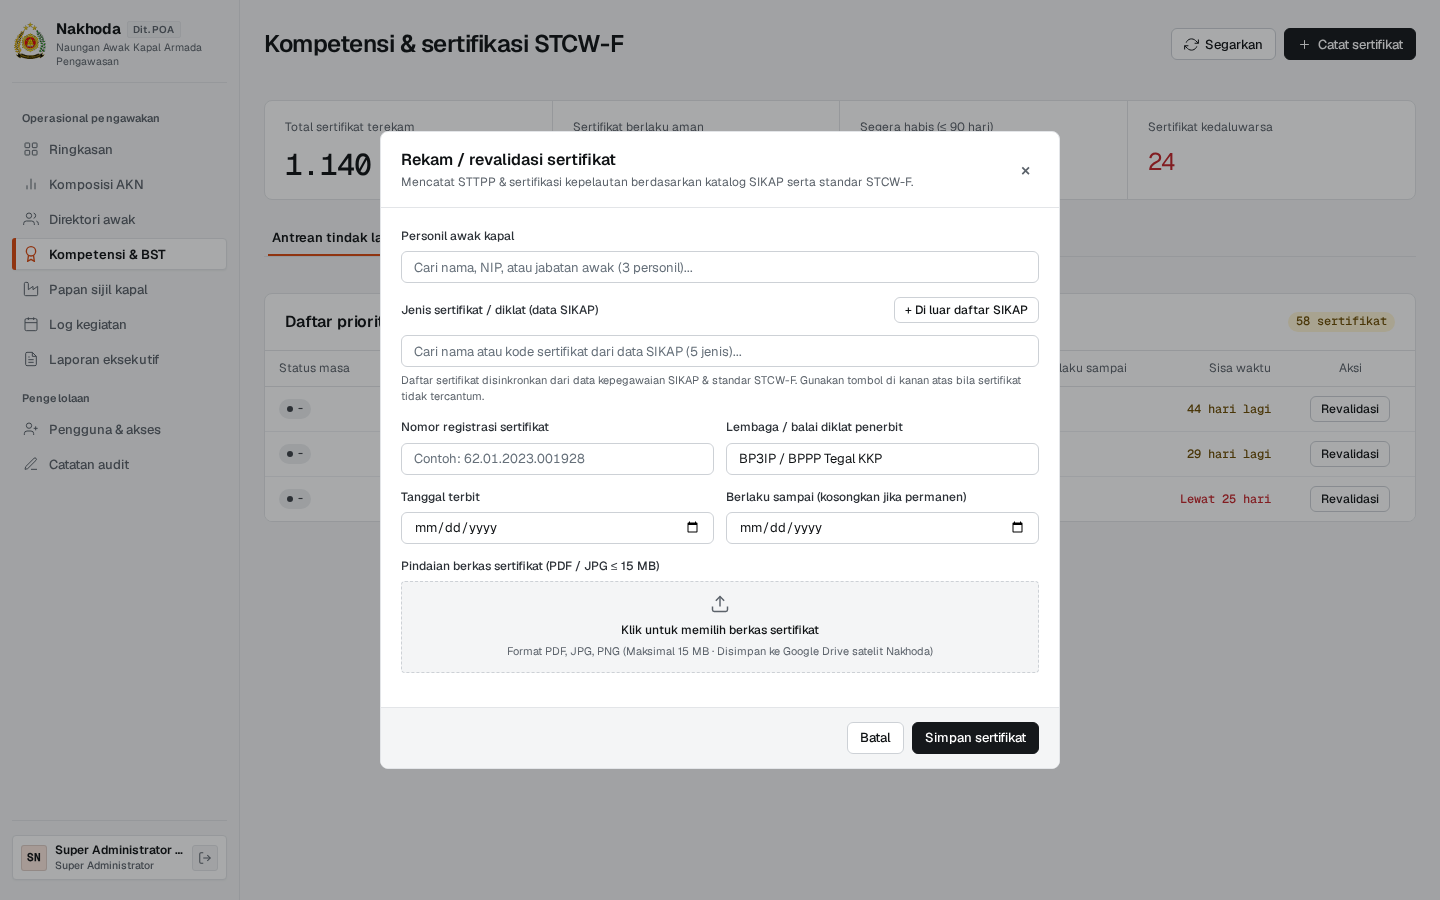 Nakhoda
Dit. POA
Naungan Awak Kapal Armada
Pengawasan
Operasional pengawakan
Ringkasan
Komposisi AKN
Direktori awak
Kompetensi & BST
Papan sijil kapal
Log kegiatan
Laporan eksekutif
Pengelolaan
Pengguna & akses
Catatan audit
SN
Super Administrator ...
Super Administrator
Kompetensi & sertifikasi STCW-F
Segarkan
+ Catat sertifikat
Total sertifikat terekam
1.140
Sertifikat berlaku aman
Segera habis (≤ 90 hari)
Sertifikat kedaluwarsa
24
Antrean tindak la
Daftar priorit
58 sertifikat
Status masa
laku sampai
Sisa waktu
Aksi
-
44 hari lagi
Revalidasi
-
29 hari lagi
Revalidasi
-
Lewat 25 hari
Revalidasi
Rekam / revalidasi sertifikat
Mencatat STTPP & sertifikasi kepelautan berdasarkan katalog SIKAP serta standar STCW-F.
×
Personil awak kapal
Cari nama, NIP, atau jabatan awak (3 personil)...
Jenis sertifikat / diklat (data SIKAP)
+ Di luar daftar SIKAP
Cari nama atau kode sertifikat dari data SIKAP (5 jenis)...
Daftar sertifikat disinkronkan dari data kepegawaian SIKAP & standar STCW-F. Gunakan tombol di kanan atas bila sertifikat
tidak tercantum.
Nomor registrasi sertifikat
Lembaga / balai diklat penerbit
Contoh: 62.01.2023.001928
BP3IP / BPPP Tegal KKP
Tanggal terbit
Berlaku sampai (kosongkan jika permanen)
mm/dd/yyyy
mm/dd/yyyy
Pindaian berkas sertifikat (PDF / JPG ≤ 15 MB)
Klik untuk memilih berkas sertifikat
Format PDF, JPG, PNG (Maksimal 15 MB · Disimpan ke Google Drive satelit Nakhoda)
Batal
Simpan sertifikat